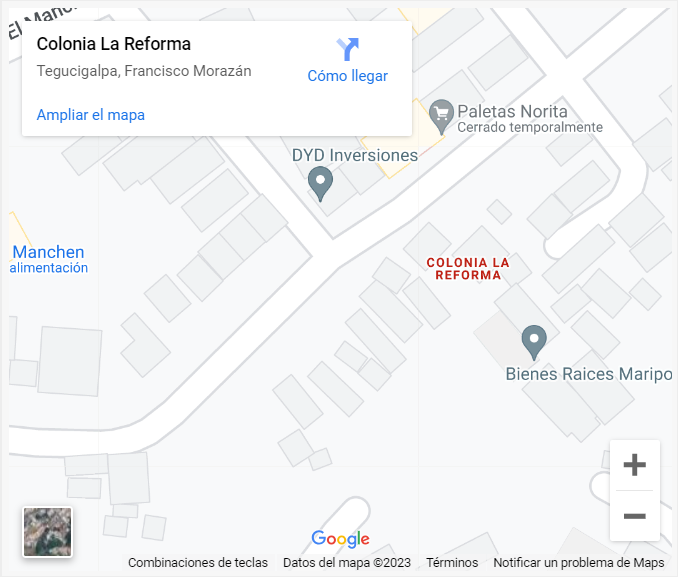 El Manch
Colonia La Reforma
Tegucigalpa, Francisco Morazán
Cómo llegar
Ampliar el mapa
Paletas Norita
Cerrado temporalmente
DYD Inversiones
Manchen
alimentación
COLONIA LA
REFORMA
Bienes Raices Maripo
Google
Combinaciones de teclas
Datos del mapa ©2023
Términos
Notificar un problema de Maps